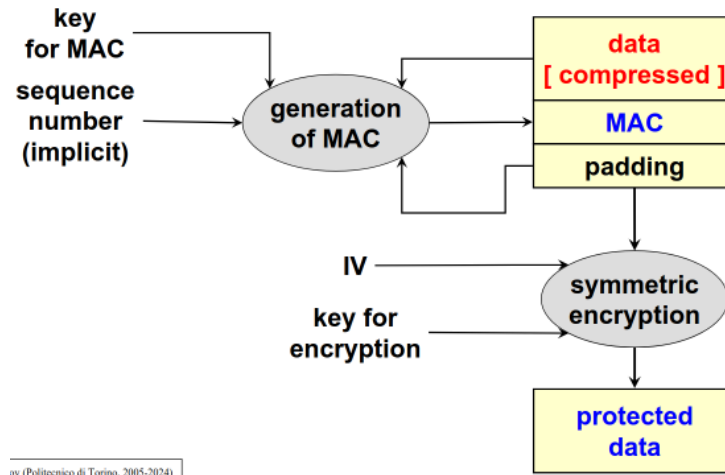 key
for MAC
data
[ compressed ]
sequence
number
(implicit)
generation
of MAC
MAC
padding
IV
symmetric
encryption
key for
encryption
protected
data
(Politecnico di Torino, 2005-2024)